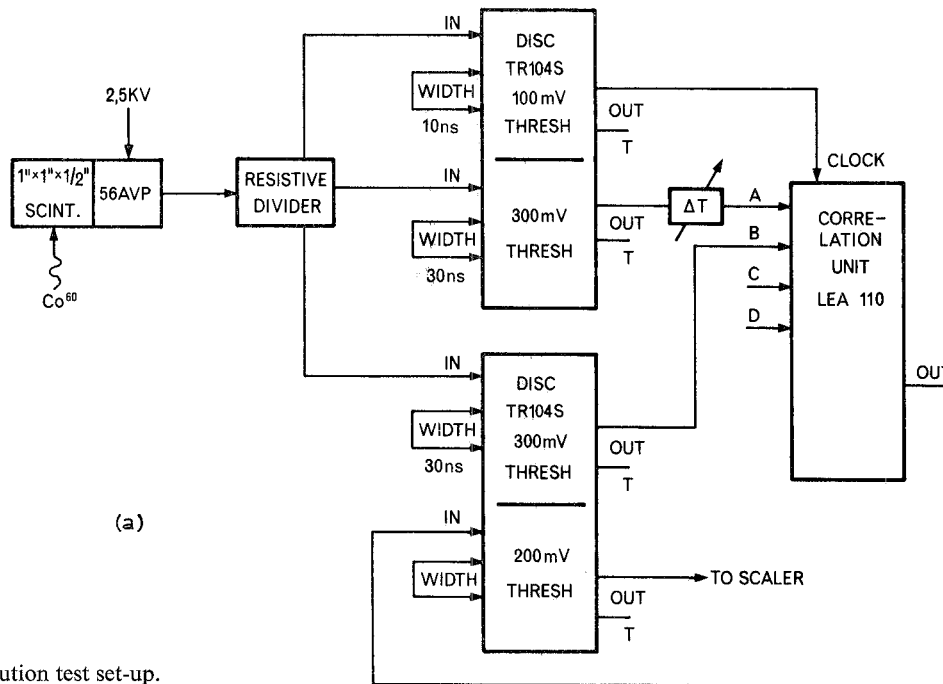 IN
DISC
TR104S
100mV
THRESH
WIDTH
10ns
OUT
T
2,5KV
1"×1"×1/2"
SCINT.
56AVP
Co⁶⁰
RESISTIVE
DIVIDER
IN
300mV
THRESH
WIDTH
30ns
OUT
T
ΔT
CLOCK
A
B
C
D
CORRE-
LATION
UNIT
LEA 110
OUT
IN
DISC
TR104S
300mV
THRESH
WIDTH
30ns
OUT
T
(a)
IN
200mV
THRESH
WIDTH
TO SCALER
OUT
T
ution test set-up.